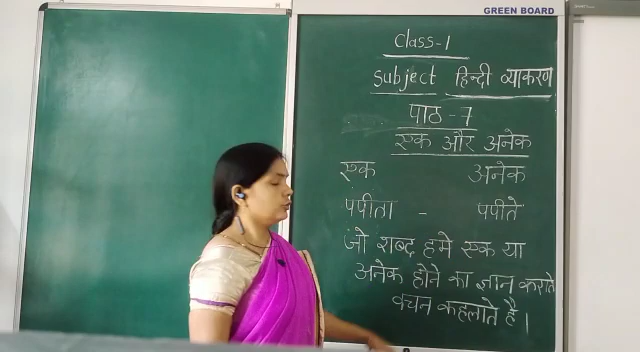 GREEN BOARD
Class-1
Subject हिन्दी व्याकरण
पाठ - 7
एक और अनेक
एक अनेक
पपीता - पपीते
जो शब्द हमे एक या
अनेक होने का ज्ञान कराते
वचन कहलाते है।